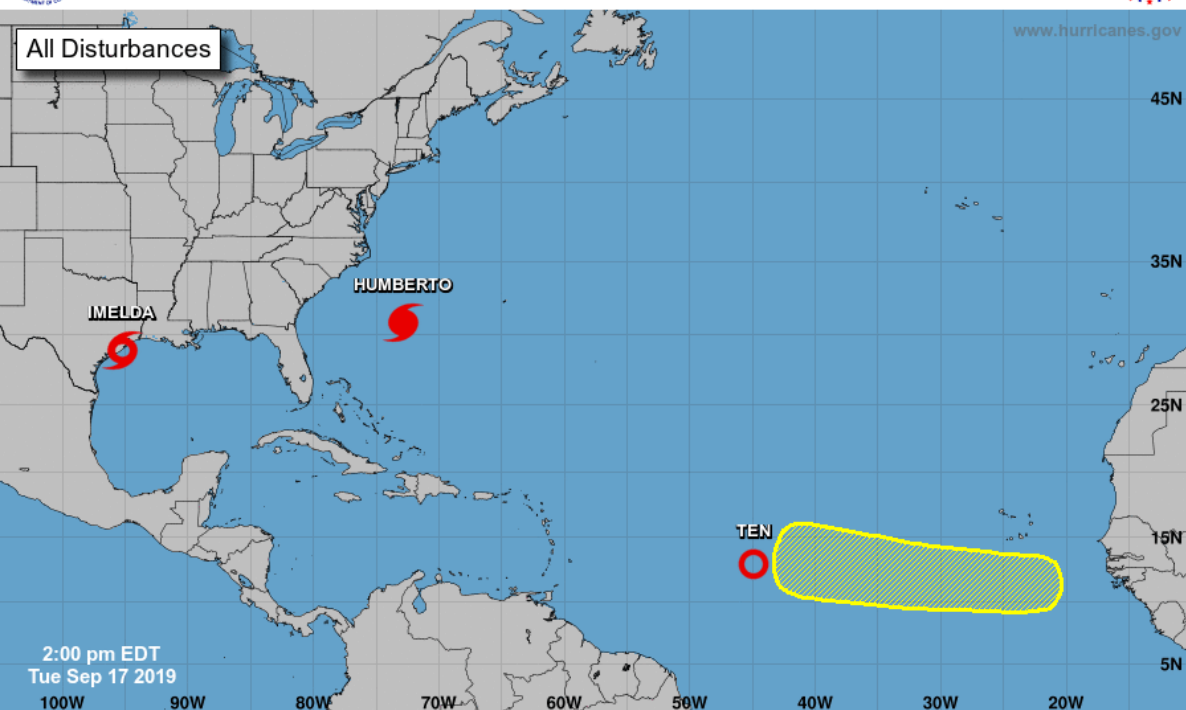 All Disturbances
www.hurricanes.gov
45N
35N
HUMBERTO
IMELDA
25N
TEN
15N
2:00 pm EDT
Tue Sep 17 2019
5N
100W 90W 80W 70W 60W 50W 40W 30W 20W